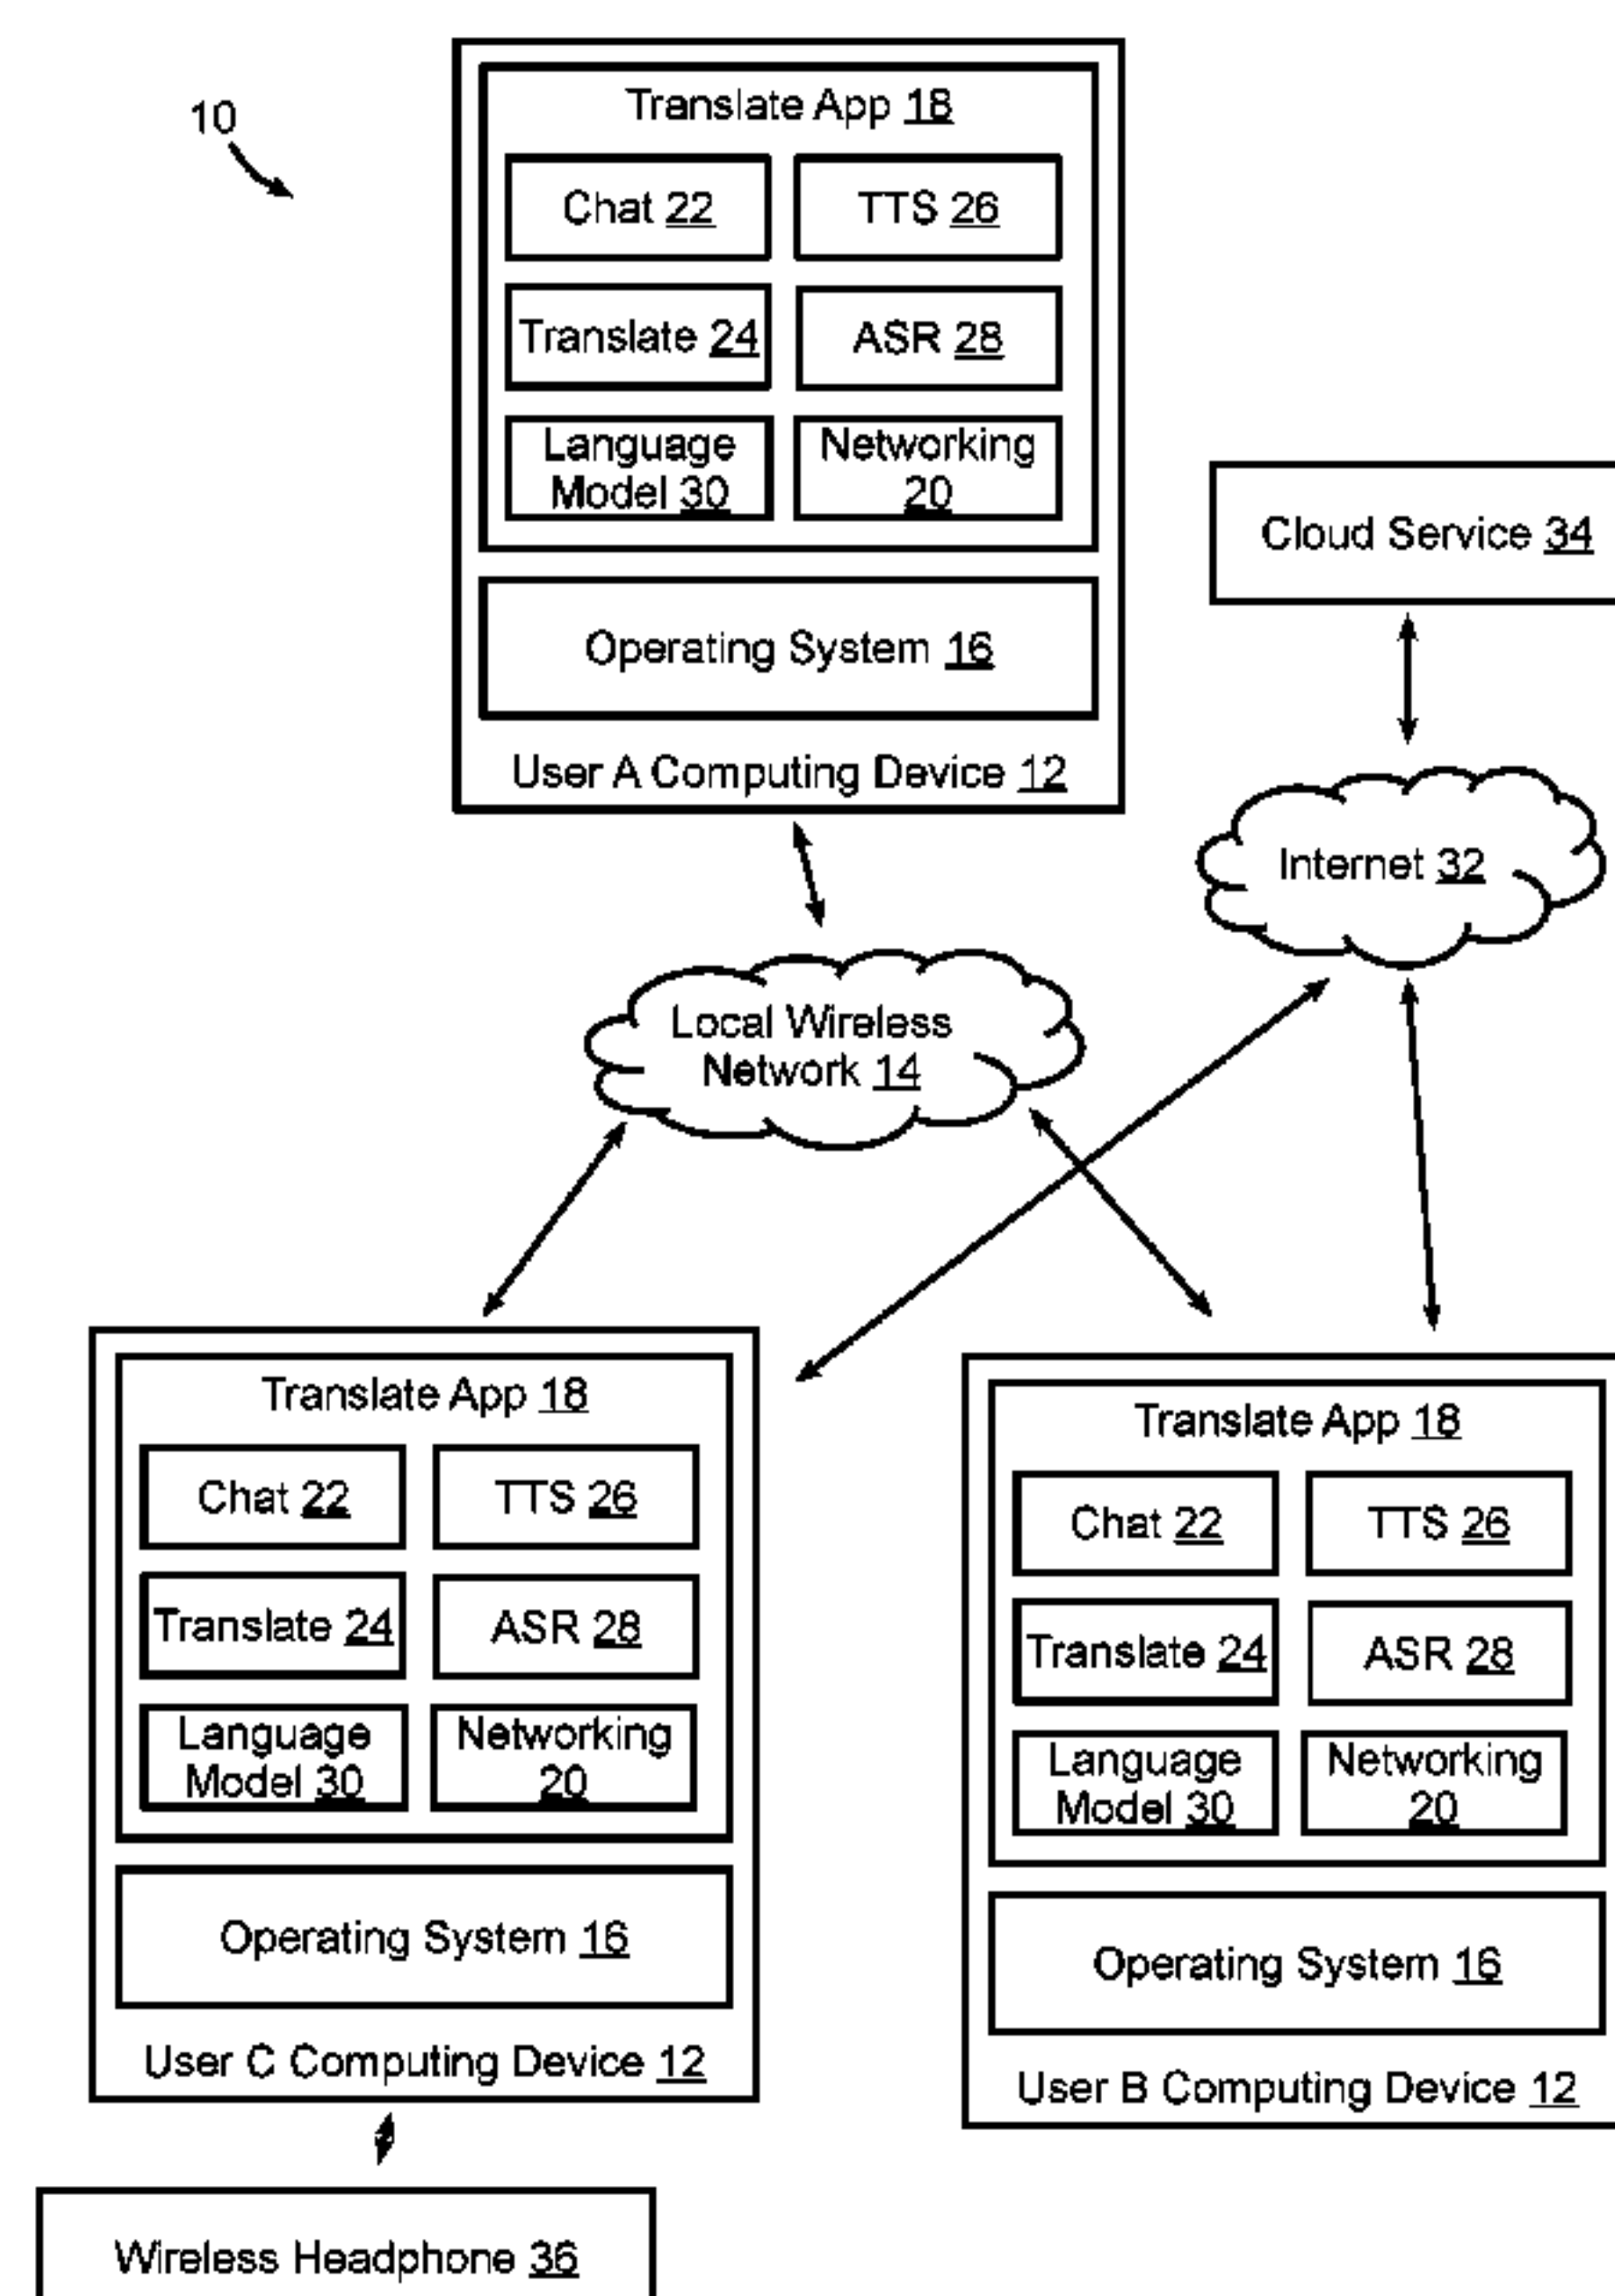 10
Translate App 18
Chat 22
TTS 26
Translate 24
ASR 28
Language
Model 30
Networking
20
Operating System 16
User A Computing Device 12
Cloud Service 34
Internet 32
Local Wireless
Network 14
Translate App 18
Chat 22
TTS 26
Translate 24
ASR 28
Language
Model 30
Networking
20
Operating System 16
User C Computing Device 12
Translate App 18
Chat 22
TTS 26
Translate 24
ASR 28
Language
Model 30
Networking
20
Operating System 16
User B Computing Device 12
Wireless Headphone 36